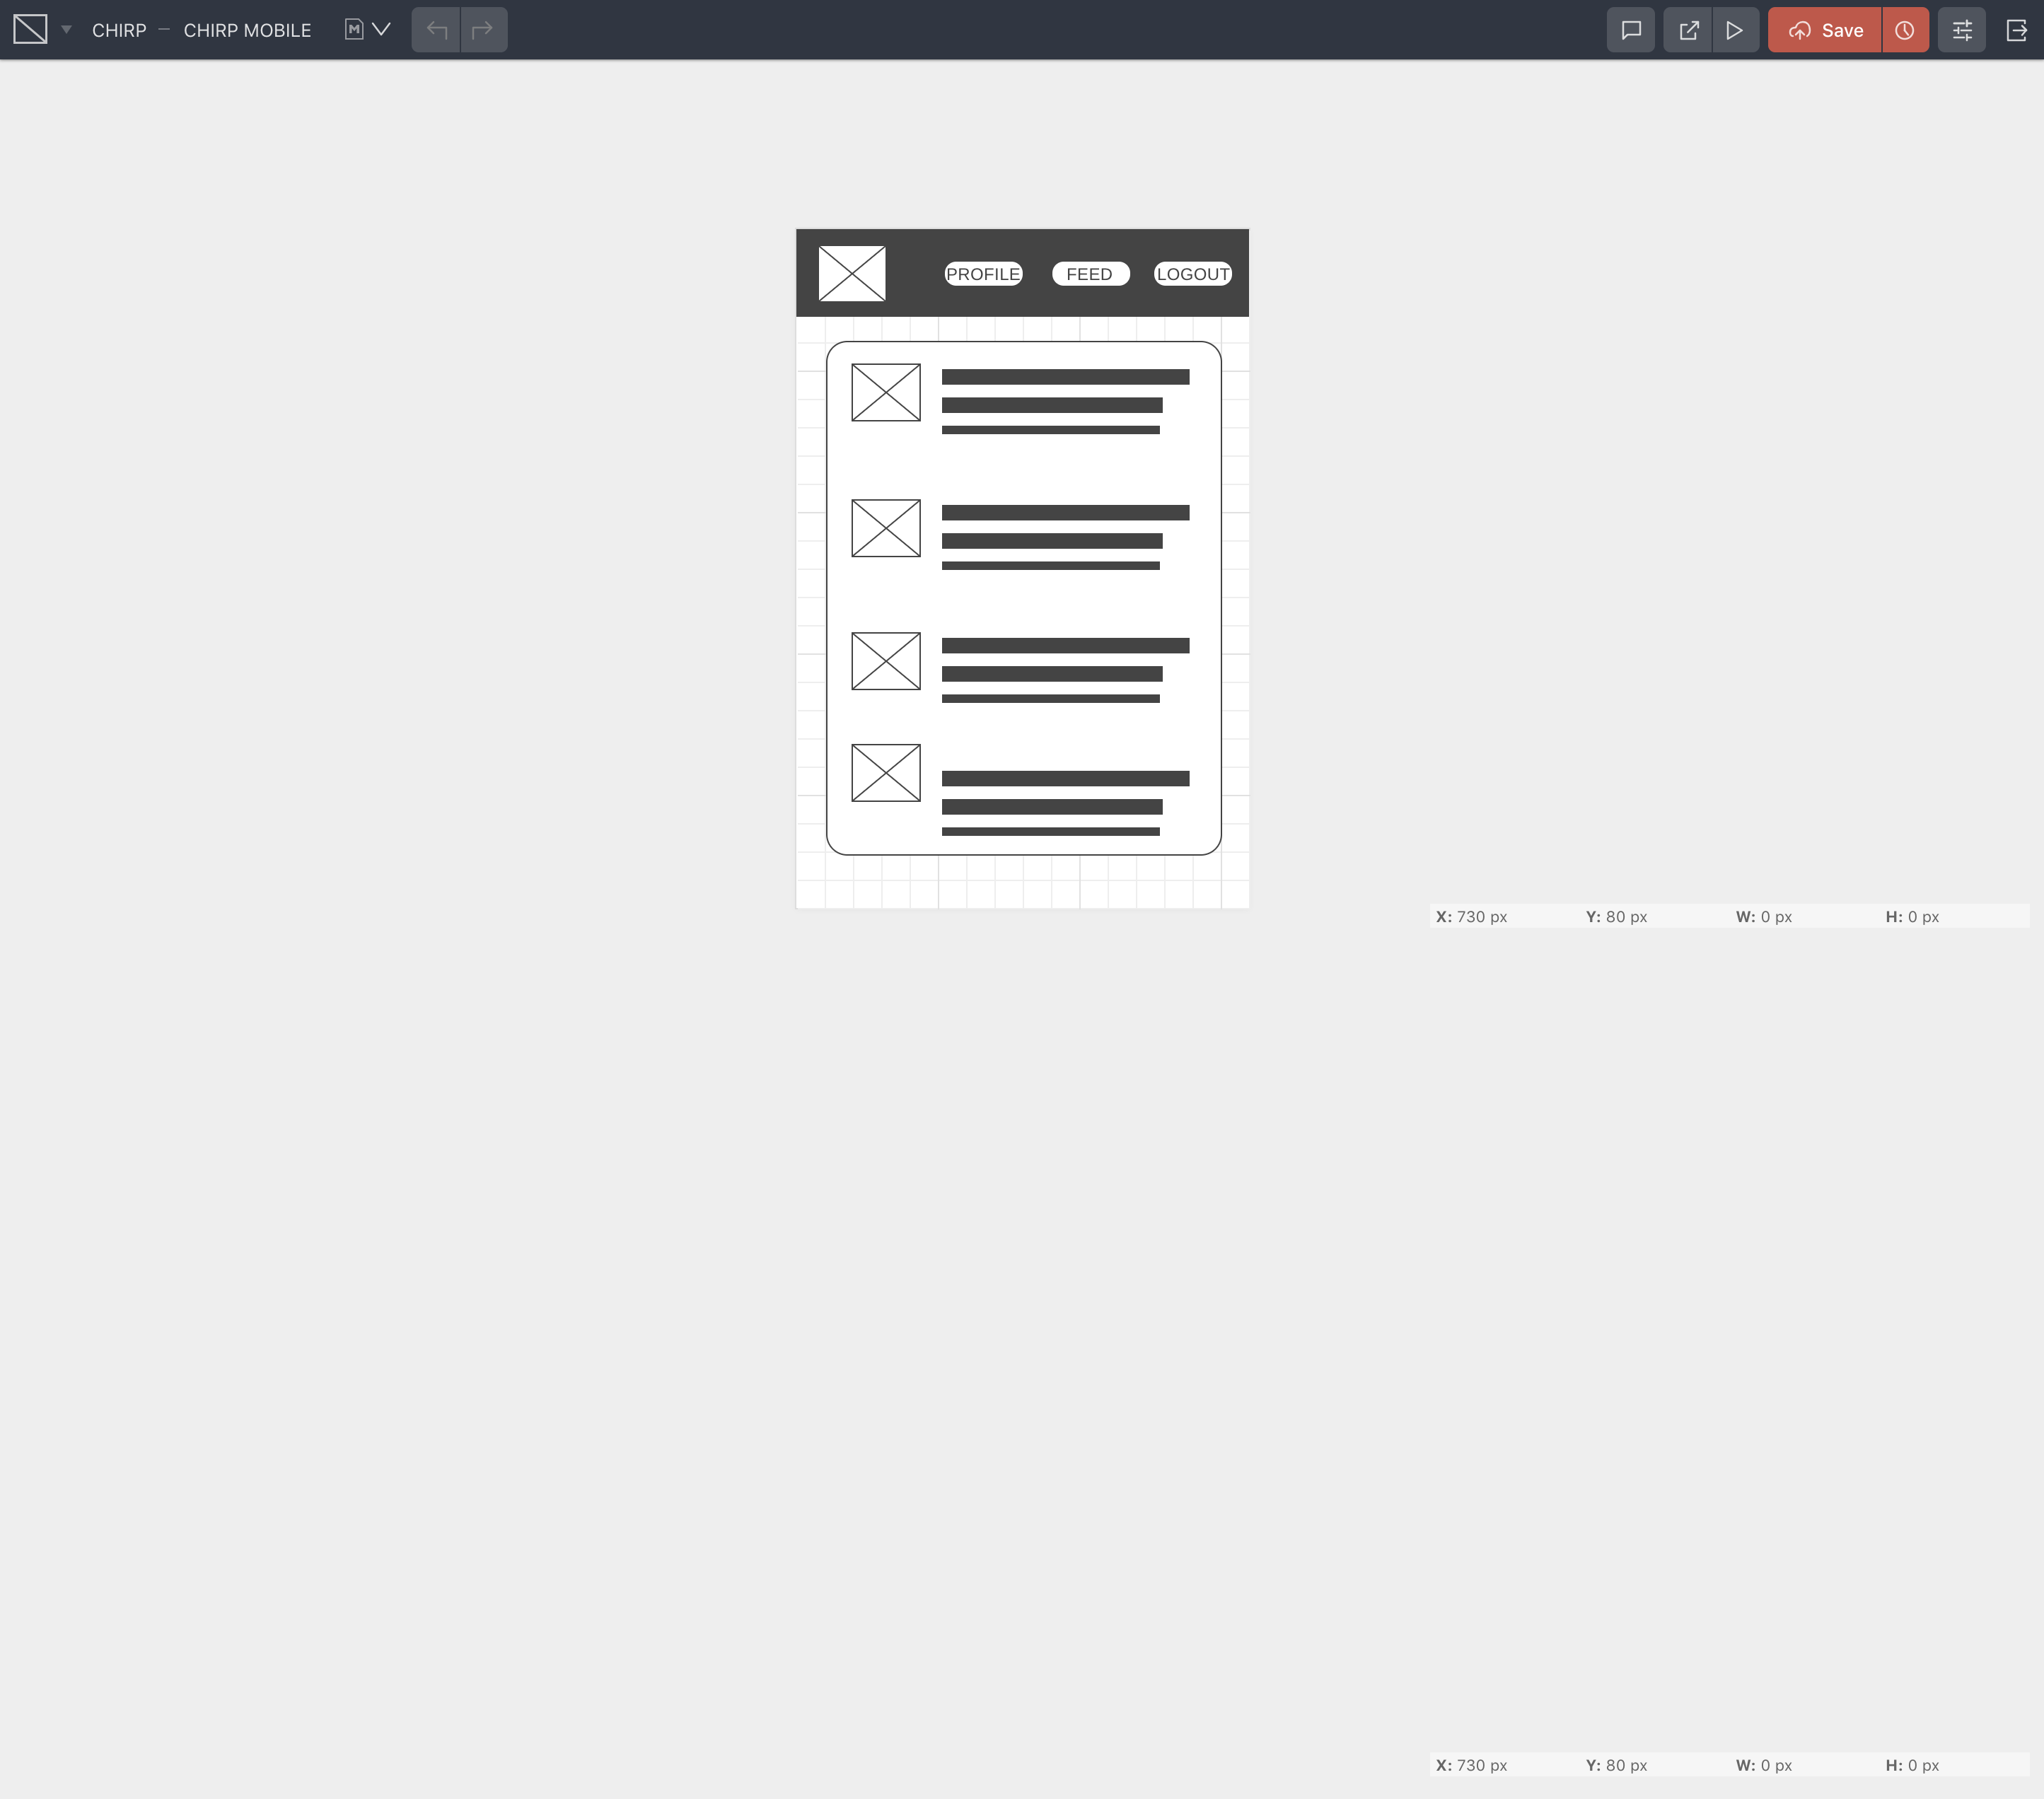 CHIRP — CHIRP MOBILE M Save
PROFILE FEED LOGOUT
X: 730 px Y: 80 px W: 0 px H: 0 px
X: 730 px Y: 80 px W: 0 px H: 0 px